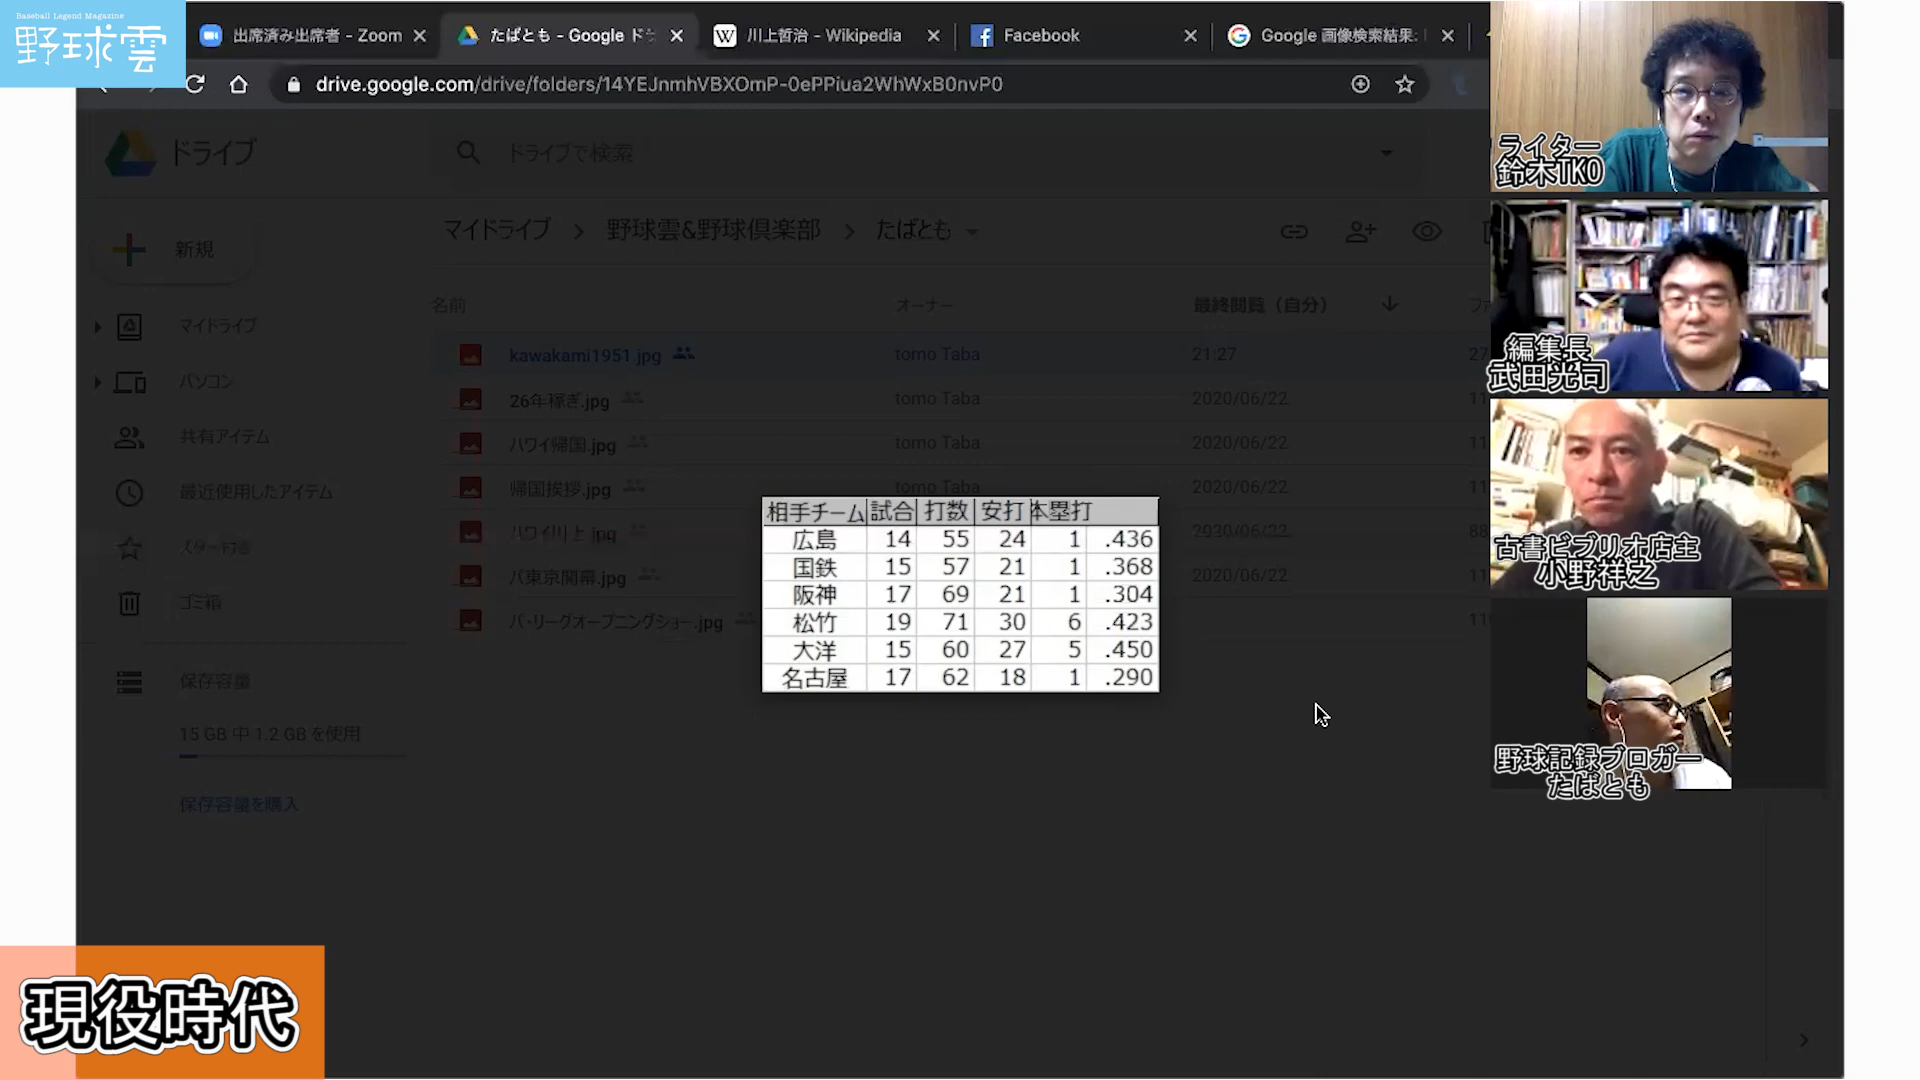 Baseball Legend Magazine
野球雲
出席済み出席者 - Zoom
たばとも - Google ド
川上哲治 - Wikipedia
Facebook
Google 画像検索結果:
drive.google.com/drive/folders/14YEJnmhVBXOmP-0ePPiua2WhWxB0nvP0
ドライブ
ドライブで検索
新規
マイドライブ > 野球雲&野球倶楽部 > たばとも
名前 オーナー 最終閲覧（自分） ↓ ファ
マイドライブ
パソコン
共有アイテム
最近使用したアイテム
スター付き
ゴミ箱
保存容量
15 GB 中 1.2 GB を使用
保存容量を購入
kawakami1951.jpg tomo Taba 21:27 27
26年稼ぎ.jpg tomo Taba 2020/06/22 11
ハワイ帰国.jpg tomo Taba 2020/06/22 11
帰国挨拶.jpg tomo Taba 2020/06/22 11
ハワイ川上.jpg 2020/06/22 88
パ東京開幕.jpg 2020/06/22 11
パ・リーグオープニングショー.jpg 11
相手チーム 試合 打数 安打 本塁打
広島 14 55 24 1 .436
国鉄 15 57 21 1 .368
阪神 17 69 21 1 .304
松竹 19 71 30 6 .423
大洋 15 60 27 5 .450
名古屋 17 62 18 1 .290
ライター
鈴木TKO
編集長
武田光司
古書ビブリオ店主
小野祥之
野球記録ブロガー
たばとも
現役時代